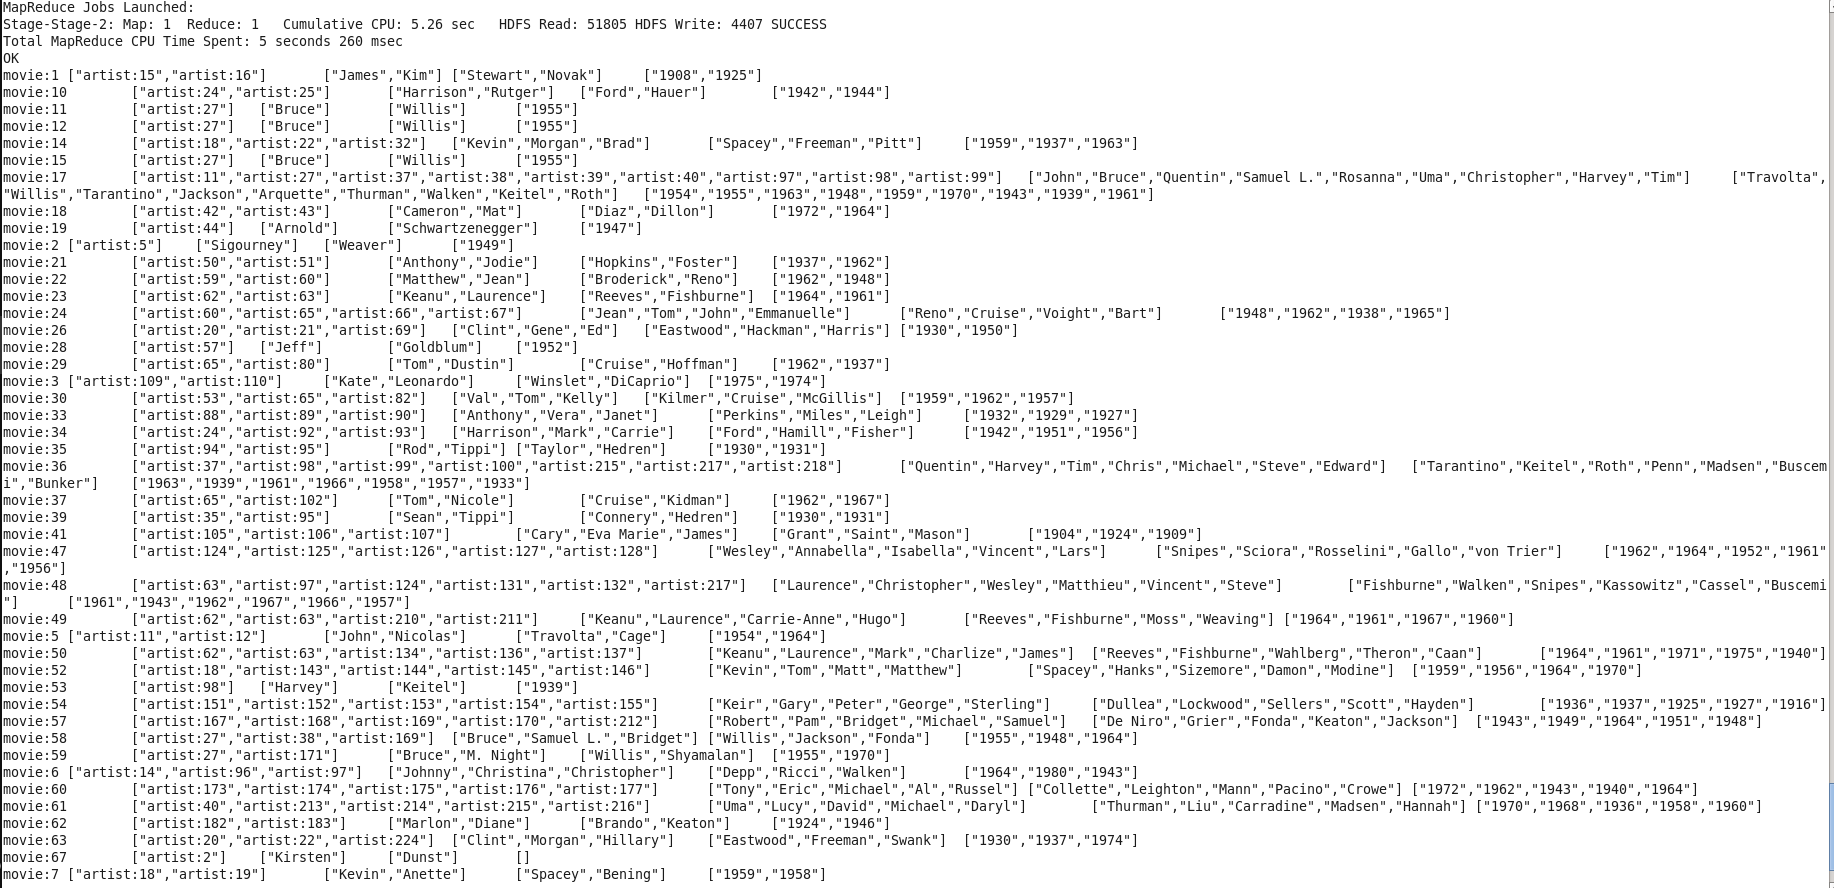 MapReduce Jobs Launched:
Stage-Stage-2: Map: 1  Reduce: 1   Cumulative CPU: 5.26 sec   HDFS Read: 51805 HDFS Write: 4407 SUCCESS
Total MapReduce CPU Time Spent: 5 seconds 260 msec
OK
movie:1 ["artist:15","artist:16"]	["James","Kim"]	["Stewart","Novak"]	["1908","1925"]
movie:10	["artist:24","artist:25"]	["Harrison","Rutger"]	["Ford","Hauer"]	["1942","1944"]
movie:11	["artist:27"]	["Bruce"]	["Willis"]	["1955"]
movie:12	["artist:27"]	["Bruce"]	["Willis"]	["1955"]
movie:14	["artist:18","artist:22","artist:32"]	["Kevin","Morgan","Brad"]	["Spacey","Freeman","Pitt"]	["1959","1937","1963"]
movie:15	["artist:27"]	["Bruce"]	["Willis"]	["1955"]
movie:17	["artist:11","artist:27","artist:37","artist:38","artist:39","artist:40","artist:97","artist:98","artist:99"]	["John","Bruce","Quentin","Samuel L.","Rosanna","Uma","Christopher","Harvey","Tim"]	["Travolta",
"Willis","Tarantino","Jackson","Arquette","Thurman","Walken","Keitel","Roth"]	["1954","1955","1963","1948","1959","1970","1943","1939","1961"]
movie:18	["artist:42","artist:43"]	["Cameron","Mat"]	["Diaz","Dillon"]	["1972","1964"]
movie:19	["artist:44"]	["Arnold"]	["Schwartzenegger"]	["1947"]
movie:2 ["artist:5"]	["Sigourney"]	["Weaver"]	["1949"]
movie:21	["artist:50","artist:51"]	["Anthony","Jodie"]	["Hopkins","Foster"]	["1937","1962"]
movie:22	["artist:59","artist:60"]	["Matthew","Jean"]	["Broderick","Reno"]	["1962","1948"]
movie:23	["artist:62","artist:63"]	["Keanu","Laurence"]	["Reeves","Fishburne"]	["1964","1961"]
movie:24	["artist:60","artist:65","artist:66","artist:67"]	["Jean","Tom","John","Emmanuelle"]	["Reno","Cruise","Voight","Bart"]	["1948","1962","1938","1965"]
movie:26	["artist:20","artist:21","artist:69"]	["Clint","Gene","Ed"]	["Eastwood","Hackman","Harris"]	["1930","1950"]
movie:28	["artist:57"]	["Jeff"]	["Goldblum"]	["1952"]
movie:29	["artist:65","artist:80"]	["Tom","Dustin"]	["Cruise","Hoffman"]	["1962","1937"]
movie:3 ["artist:109","artist:110"]	["Kate","Leonardo"]	["Winslet","DiCaprio"]	["1975","1974"]
movie:30	["artist:53","artist:65","artist:82"]	["Val","Tom","Kelly"]	["Kilmer","Cruise","McGillis"]	["1959","1962","1957"]
movie:33	["artist:88","artist:89","artist:90"]	["Anthony","Vera","Janet"]	["Perkins","Miles","Leigh"]	["1932","1929","1927"]
movie:34	["artist:24","artist:92","artist:93"]	["Harrison","Mark","Carrie"]	["Ford","Hamill","Fisher"]	["1942","1951","1956"]
movie:35	["artist:94","artist:95"]	["Rod","Tippi"]	["Taylor","Hedren"]	["1930","1931"]
movie:36	["artist:37","artist:98","artist:99","artist:100","artist:215","artist:217","artist:218"]	["Quentin","Harvey","Tim","Chris","Michael","Steve","Edward"]	["Tarantino","Keitel","Roth","Penn","Madsen","Buscem
i","Bunker"]	["1963","1939","1961","1966","1958","1957","1933"]
movie:37	["artist:65","artist:102"]	["Tom","Nicole"]	["Cruise","Kidman"]	["1962","1967"]
movie:39	["artist:35","artist:95"]	["Sean","Tippi"]	["Connery","Hedren"]	["1930","1931"]
movie:41	["artist:105","artist:106","artist:107"]	["Cary","Eva Marie","James"]	["Grant","Saint","Mason"]	["1904","1924","1909"]
movie:47	["artist:124","artist:125","artist:126","artist:127","artist:128"]	["Wesley","Annabella","Isabella","Vincent","Lars"]	["Snipes","Sciora","Rosselini","Gallo","von Trier"]	["1962","1964","1952","1961"
,"1956"]
movie:48	["artist:63","artist:97","artist:124","artist:131","artist:132","artist:217"]	["Laurence","Christopher","Wesley","Matthieu","Vincent","Steve"]	["Fishburne","Walken","Snipes","Kassowitz","Cassel","Buscemi
"]	["1961","1943","1962","1967","1966","1957"]
movie:49	["artist:62","artist:63","artist:210","artist:211"]	["Keanu","Laurence","Carrie-Anne","Hugo"]	["Reeves","Fishburne","Moss","Weaving"]	["1964","1961","1967","1960"]
movie:5 ["artist:11","artist:12"]	["John","Nicolas"]	["Travolta","Cage"]	["1954","1964"]
movie:50	["artist:62","artist:63","artist:134","artist:136","artist:137"]	["Keanu","Laurence","Mark","Charlize","James"]	["Reeves","Fishburne","Wahlberg","Theron","Caan"]	["1964","1961","1971","1975","1940"]
movie:52	["artist:18","artist:143","artist:144","artist:145","artist:146"]	["Kevin","Tom","Matt","Matthew"]	["Spacey","Hanks","Sizemore","Damon","Modine"]	["1959","1956","1964","1970"]
movie:53	["artist:98"]	["Harvey"]	["Keitel"]	["1939"]
movie:54	["artist:151","artist:152","artist:153","artist:154","artist:155"]	["Keir","Gary","Peter","George","Sterling"]	["Dullea","Lockwood","Sellers","Scott","Hayden"]	["1936","1937","1925","1927","1916"]
movie:57	["artist:167","artist:168","artist:169","artist:170","artist:212"]	["Robert","Pam","Bridget","Michael","Samuel"]	["De Niro","Grier","Fonda","Keaton","Jackson"]	["1943","1949","1964","1951","1948"]
movie:58	["artist:27","artist:38","artist:169"]	["Bruce","Samuel L.","Bridget"]	["Willis","Jackson","Fonda"]	["1955","1948","1964"]
movie:59	["artist:27","artist:171"]	["Bruce","M. Night"]	["Willis","Shyamalan"]	["1955","1970"]
movie:6 ["artist:14","artist:96","artist:97"]	["Johnny","Christina","Christopher"]	["Depp","Ricci","Walken"]	["1964","1980","1943"]
movie:60	["artist:173","artist:174","artist:175","artist:176","artist:177"]	["Tony","Eric","Michael","Al","Russel"]	["Collette","Leighton","Mann","Pacino","Crowe"]	["1972","1962","1943","1940","1964"]
movie:61	["artist:40","artist:213","artist:214","artist:215","artist:216"]	["Uma","Lucy","David","Michael","Daryl"]	["Thurman","Liu","Carradine","Madsen","Hannah"]	["1970","1968","1936","1958","1960"]
movie:62	["artist:182","artist:183"]	["Marlon","Diane"]	["Brando","Keaton"]	["1924","1946"]
movie:63	["artist:20","artist:22","artist:224"]	["Clint","Morgan","Hillary"]	["Eastwood","Freeman","Swank"]	["1930","1937","1974"]
movie:67	["artist:2"]	["Kirsten"]	["Dunst"]	[]
movie:7 ["artist:18","artist:19"]	["Kevin","Anette"]	["Spacey","Bening"]	["1959","1958"]